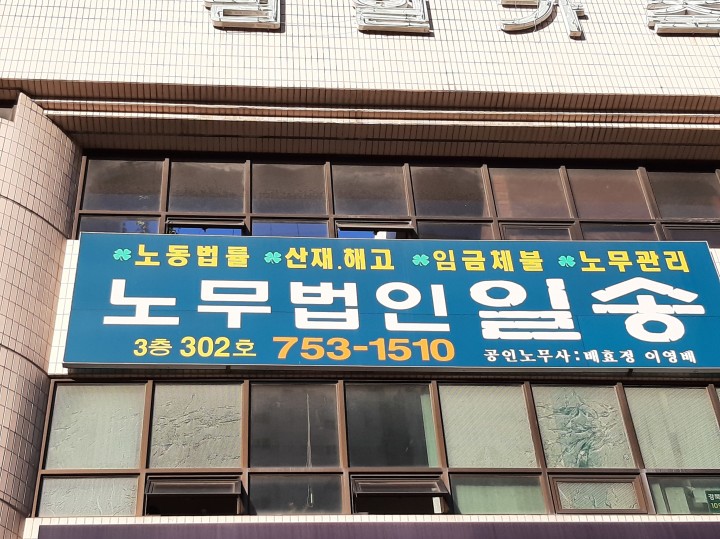 노동법률 산재.해고 임금체불 노무관리
노무법인일송
3층 302호 753-1510 공인노무사:배효정 이영배